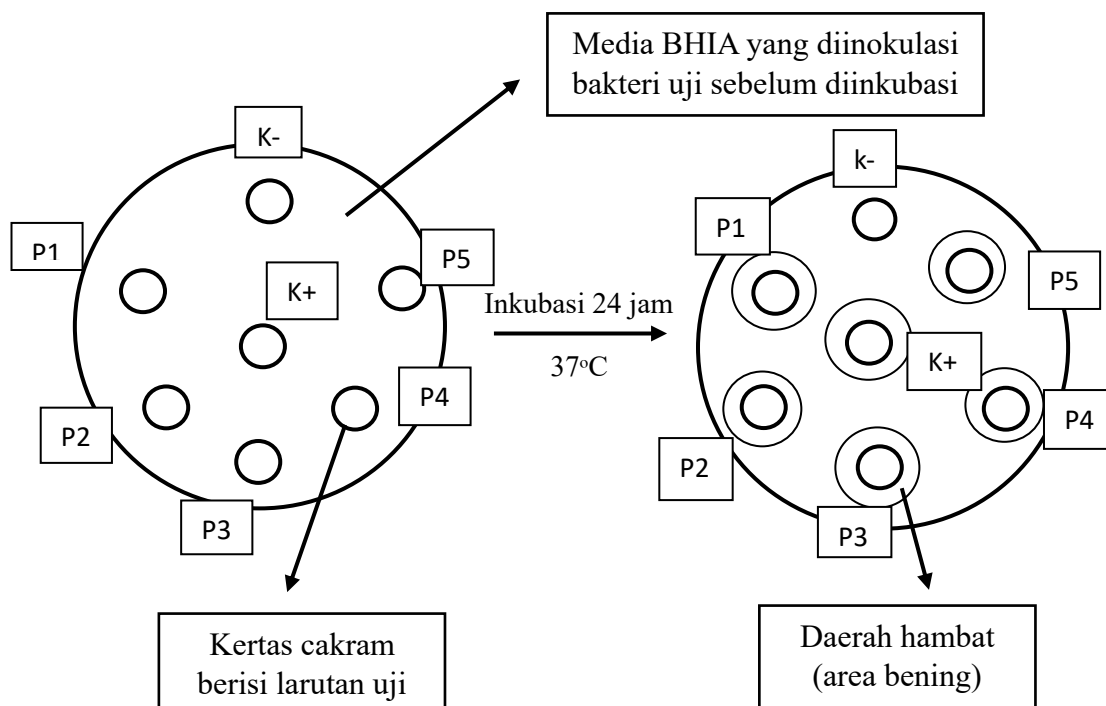 Media BHIA yang diinokulasi
bakteri uji sebelum diinkubasi
K-
P1
K+
P5
P4
P2
P3
Inkubasi 24 jam
37°C
k-
P1
P5
K+
P4
P2
P3
Kertas cakram
berisi larutan uji
Daerah hambat
(area bening)